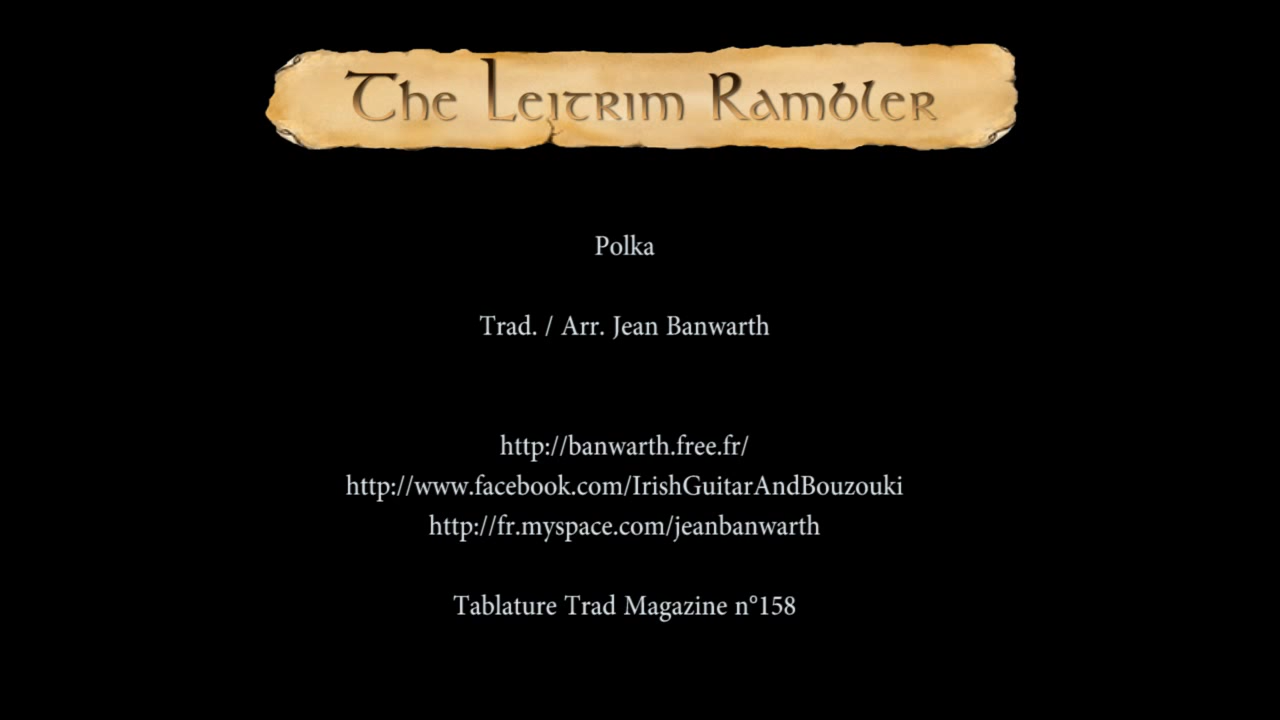 The Leitrim Rambler
Polka
Trad. / Arr. Jean Banwarth
http://banwarth.free.fr/
http://www.facebook.com/IrishGuitarAndBouzouki
http://fr.myspace.com/jeanbanwarth
Tablature Trad Magazine n°158